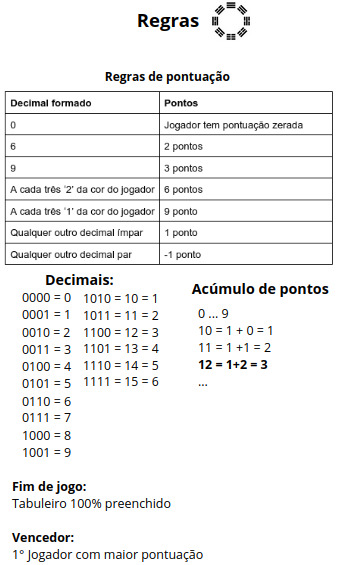 Regras
Regras de pontuação
Decimal formado Pontos
0 Jogador tem pontuação zerada
6 2 pontos
9 3 pontos
A cada três '2' da cor do jogador 6 pontos
A cada três '1' da cor do jogador 9 ponto
Qualquer outro decimal ímpar 1 ponto
Qualquer outro decimal par -1 ponto
Decimais:
0000 = 0
0001 = 1
0010 = 2
0011 = 3
0100 = 4
0101 = 5
0110 = 6
0111 = 7
1000 = 8
1001 = 9
1010 = 10 = 1
1011 = 11 = 2
1100 = 12 = 3
1101 = 13 = 4
1110 = 14 = 5
1111 = 15 = 6
Acúmulo de pontos
0 ... 9
10 = 1 + 0 = 1
11 = 1 +1 = 2
12 = 1+2 = 3
...
Fim de jogo:
Tabuleiro 100% preenchido
Vencedor:
1° Jogador com maior pontuação